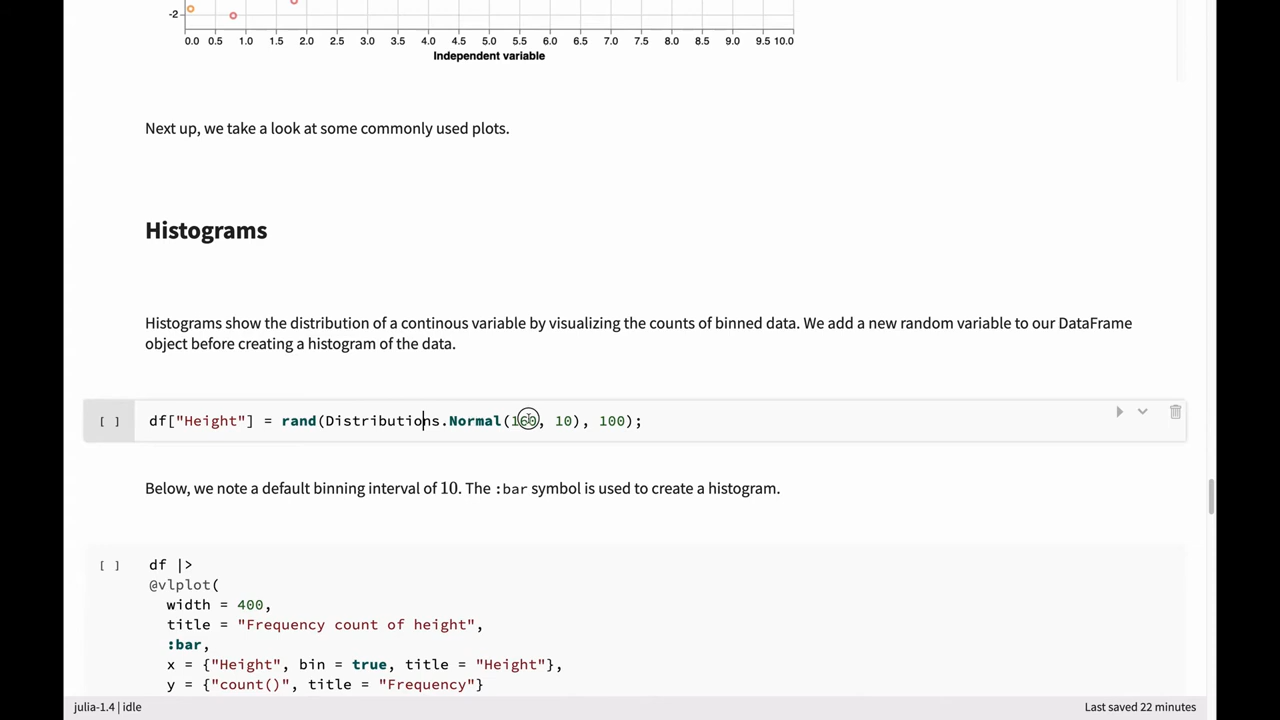 -2
0.0 0.5 1.0 1.5 2.0 2.5 3.0 3.5 4.0 4.5 5.0 5.5 6.0 6.5 7.0 7.5 8.0 8.5 9.0 9.5 10.0
Independent variable
Next up, we take a look at some commonly used plots.
Histograms
Histograms show the distribution of a continous variable by visualizing the counts of binned data. We add a new random variable to our DataFrame
object before creating a histogram of the data.
[ ] df["Height"] = rand(Distributions.Normal(160, 10), 100);
Below, we note a default binning interval of 10. The :bar symbol is used to create a histogram.
[ ] df |>
@vlplot(
width = 400,
title = "Frequency count of height",
:bar,
x = {"Height", bin = true, title = "Height"},
y = {"count()", title = "Frequency"}
julia-1.4 | idle
Last saved 22 minutes